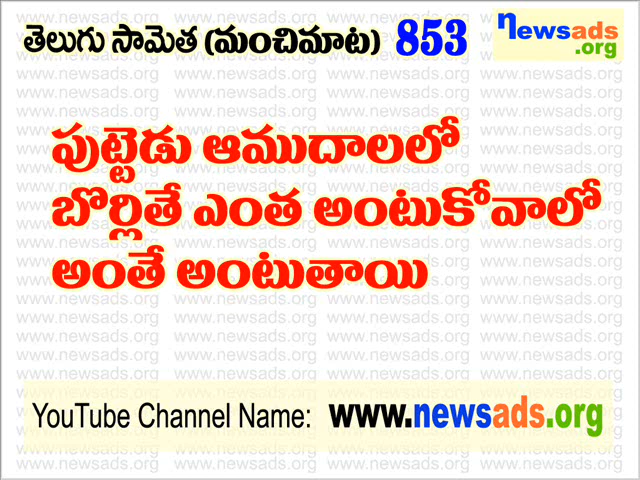 తెలుగు సామెత (మంచిమాట) 853
newsads
.org
పుట్టెడు ఆముదాలలో
బొర్లితే ఎంత అంటుకోవాలో
అంతే అంటుతాయి
YouTube Channel Name: www.newsads.org